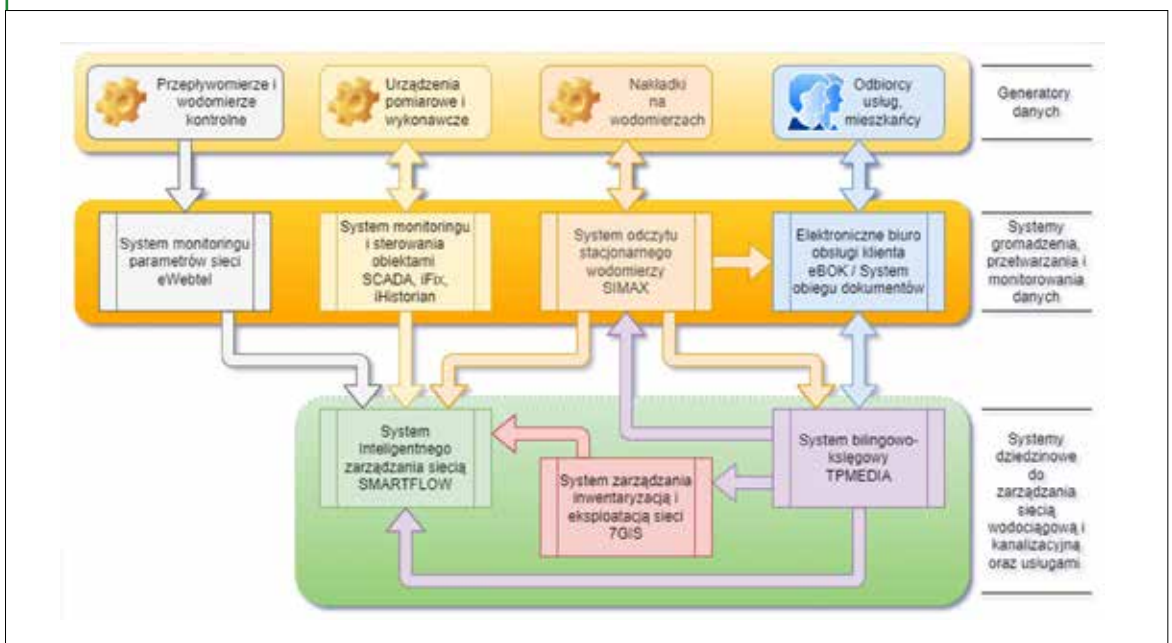 Przepływomierze i
wodomierze
kontrolne
Urządzenia
pomiarowe i
wykonawcze
Nakładki
na
wodomierzach
Odbiorcy
usług,
mieszkańcy
Generatory
danych
System monitoringu
parametrów sieci
eWebtel
System monitoringu
i sterowania
obiektami
SCADA, iFix,
iHistorian
System odczytu
stacjonarnego
wodomierzy
SIMAX
Elektroniczne biuro
obsługi klienta
eBOK / System
obiegu dokumentów
Systemy
gromadzenia,
przetwarzania i
monitorowania
danych
System
Inteligentnego
zarządzania siecią
SMARTFLOW
System zarządzania
inwentaryzacją i
eksploatacją sieci
7GIS
System bilingowo-
księgowy
TPMEDIA
Systemy
dziedzinowe
do
zarządzania
siecią
wodociągową i
kanalizacyjną
oraz usługami